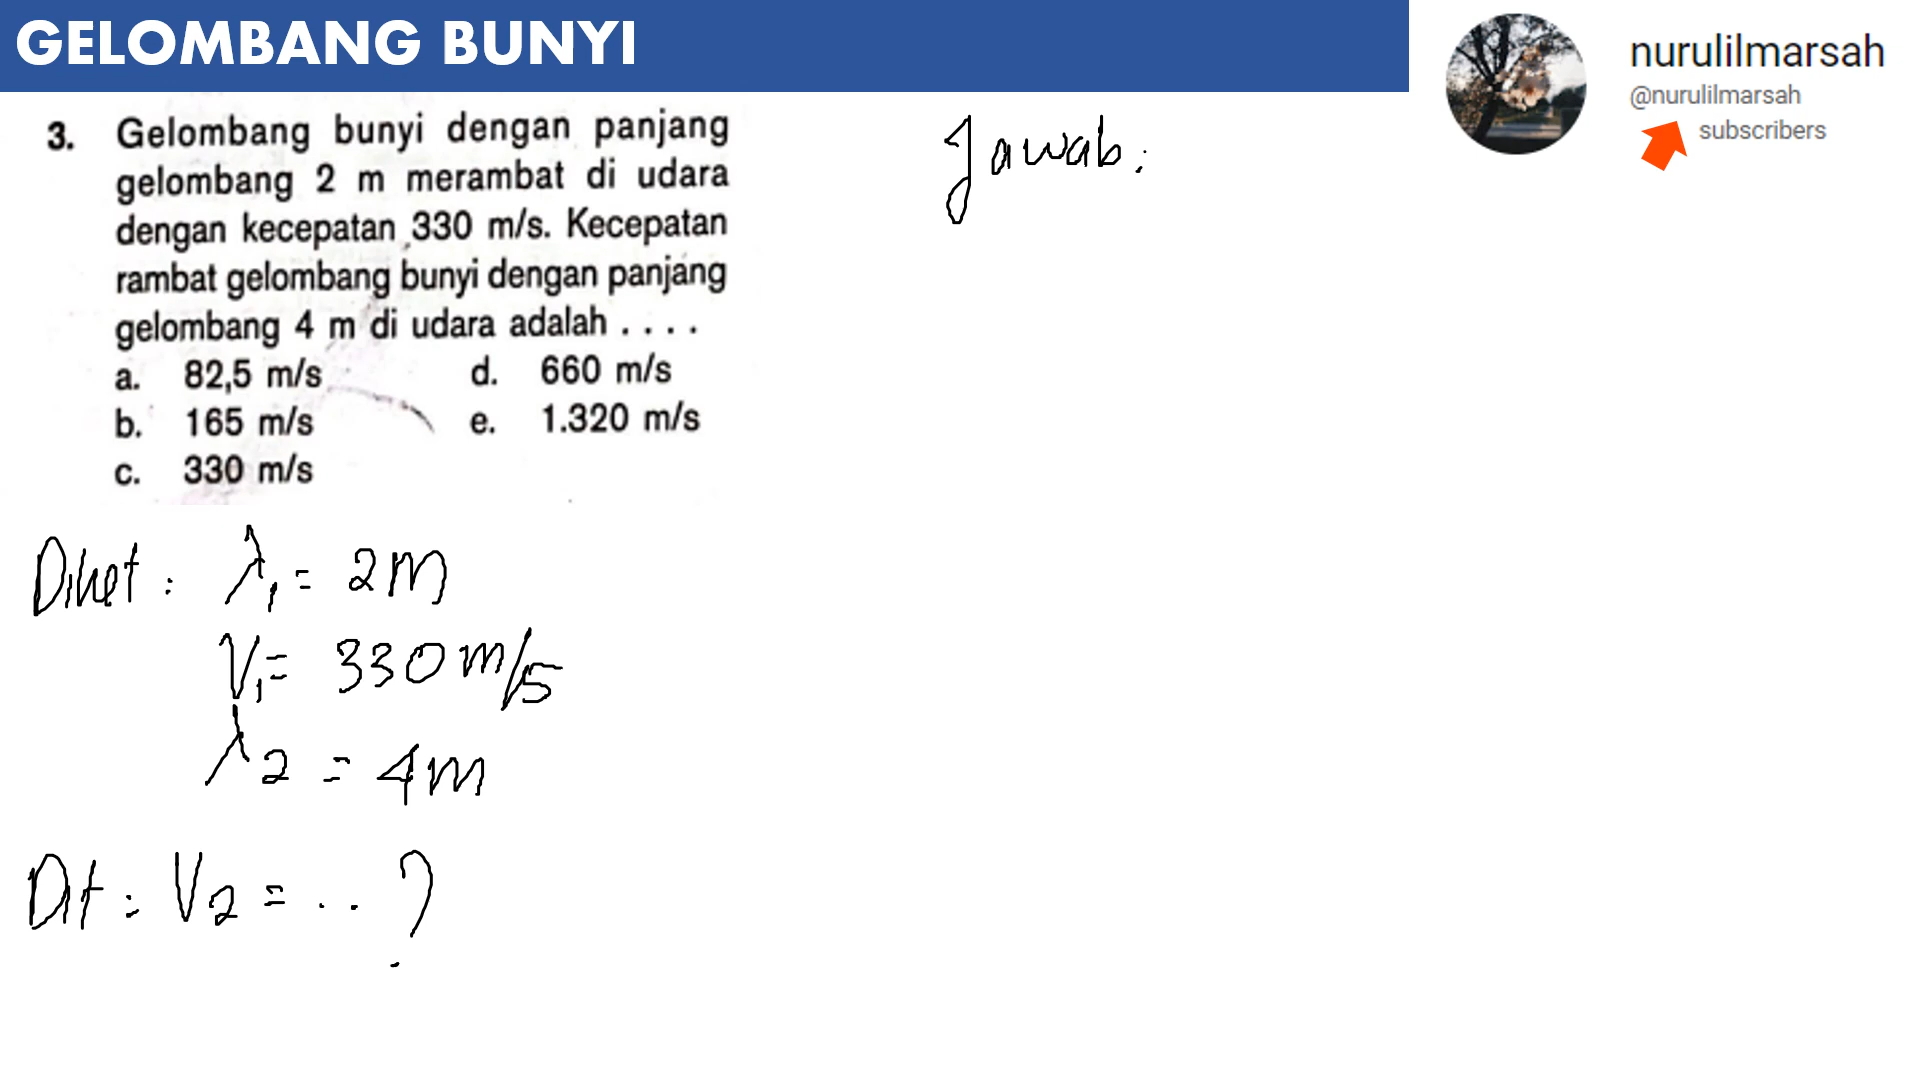 GELOMBANG BUNYI
nurulilmarsah
@nurulilmarsah
subscribers
3. Gelombang bunyi dengan panjang
gelombang 2 m merambat di udara
dengan kecepatan 330 m/s. Kecepatan
rambat gelombang bunyi dengan panjang
gelombang 4 m di udara adalah . . . .
a. 82,5 m/s d. 660 m/s
b. 165 m/s e. 1.320 m/s
c. 330 m/s
Diket : λ₁ = 2m
V₁ = 330 m/s
λ₂ = 4m
Dit : V₂ = .. ?
Jawab :